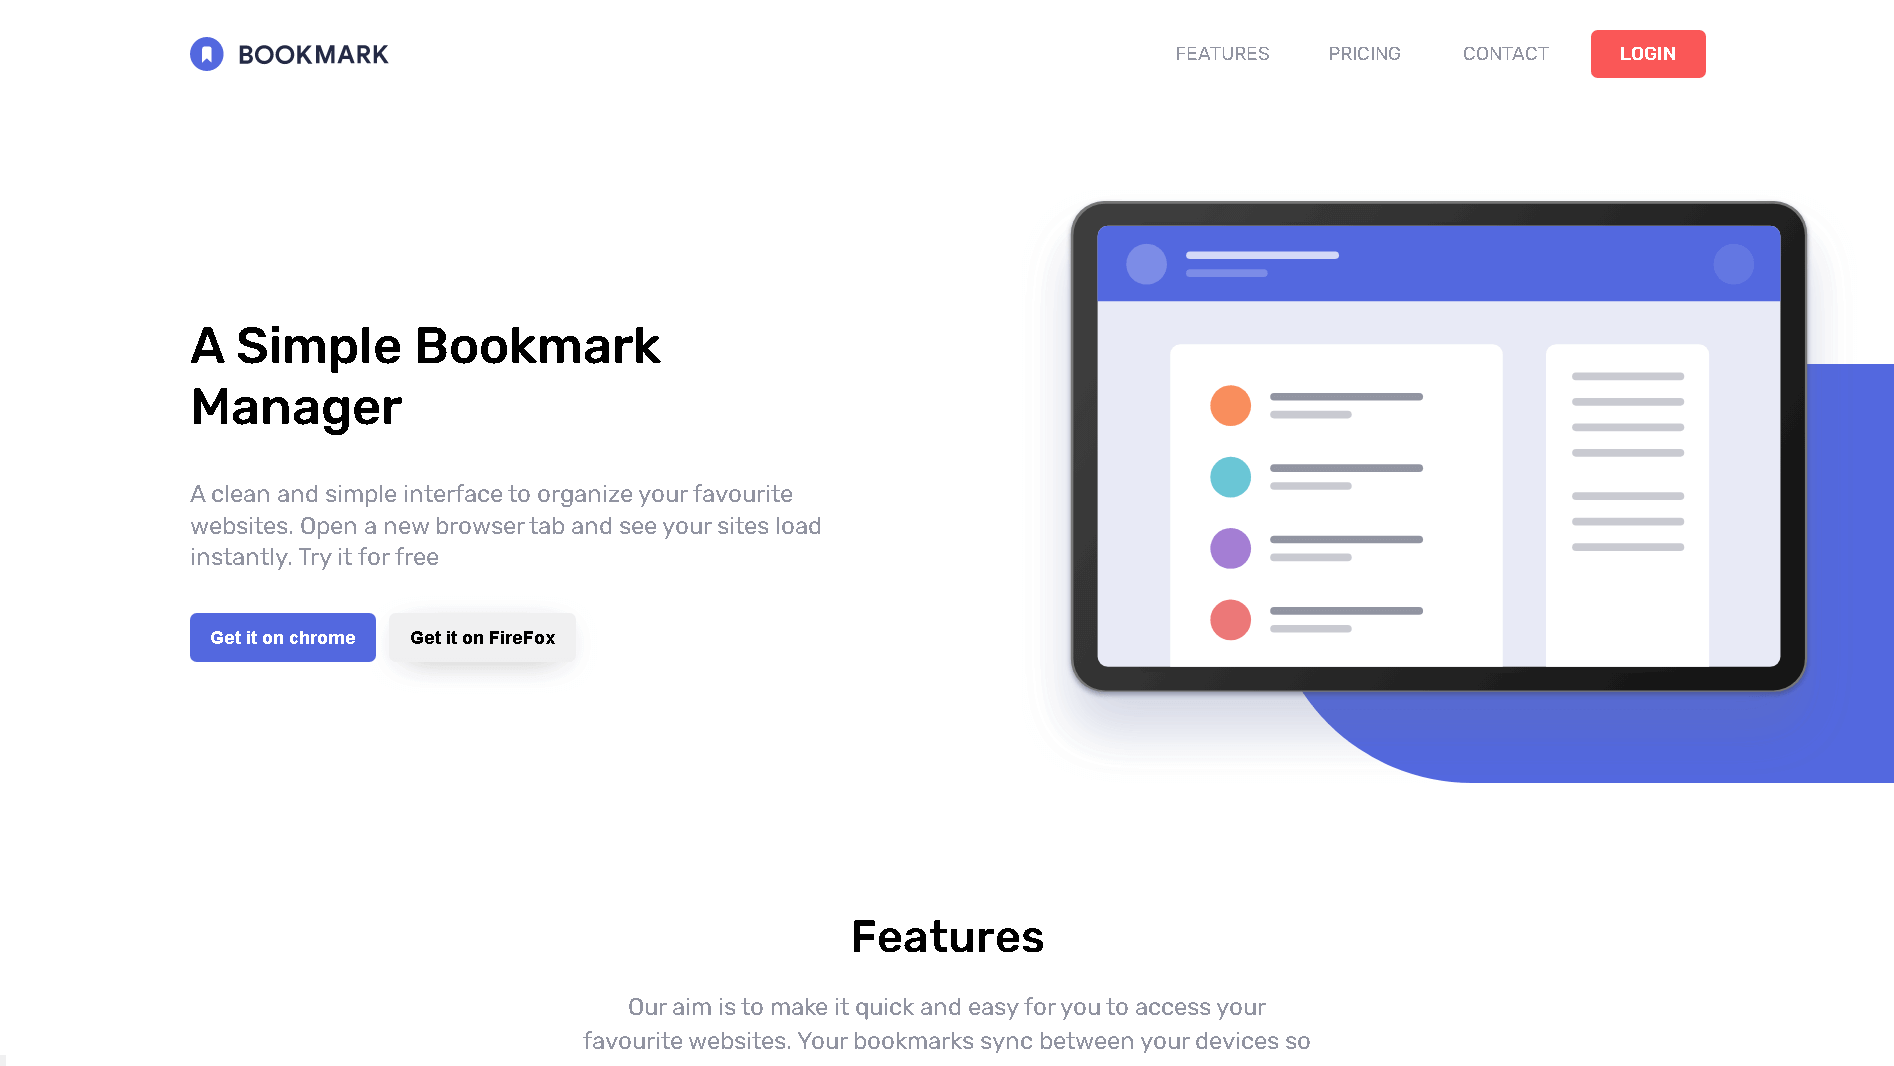 BOOKMARK
FEATURES PRICING CONTACT LOGIN
A Simple Bookmark
Manager
A clean and simple interface to organize your favourite
websites. Open a new browser tab and see your sites load
instantly. Try it for free
Get it on chrome Get it on FireFox
Features
Our aim is to make it quick and easy for you to access your
favourite websites. Your bookmarks sync between your devices so